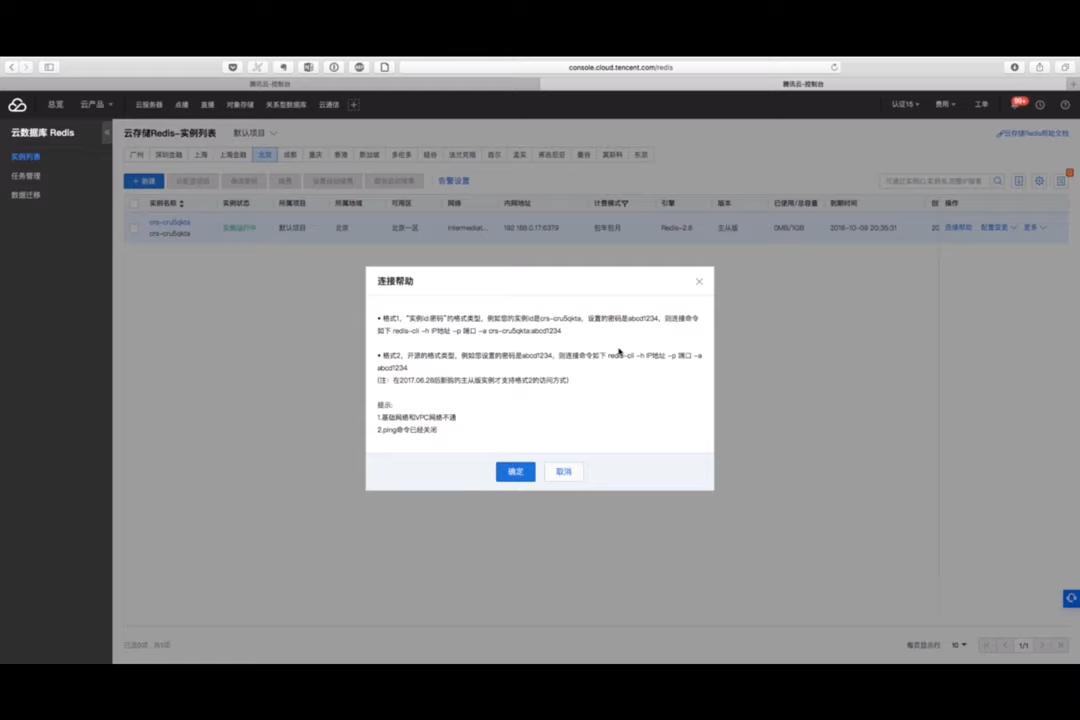 console.cloud.tencent.com/redis
腾讯云-控制台
腾讯云-控制台
总览 云产品 云服务器 点播 直播 对象存储 关系型数据库 云通信 费用 工单 99+
云数据库 Redis
云存储Redis-实例列表 默认项目 云存储Redis帮助文档
实例列表
任务管理
数据迁移
广州 深圳金融 上海 上海金融 北京 成都 重庆 香港 新加坡 多伦多 硅谷 法兰克福 首尔 孟买 弗吉尼亚 曼谷 莫斯科 东京
+ 新建 续费 告警设置
实例名称 实例状态 所属项目 所属地域 可用区 网络 内网地址 计费模式 引擎 版本 已使用/总容量 到期时间 创 操作
crs-cru5qkta 实例运行中 默认项目 北京 北京一区 Intermediat... 192.168.0.17:6379 包年包月 Redis-2.8 主从版 0MB/1GB 2018-10-09 20:35:31 20 连接帮助 配置变更 更多
crs-cru5qkta
连接帮助
• 格式1，“实例id:密码”的格式类型，例如您的实例id是crs-cru5qkta，设置的密码是abcd1234，则连接命令
如下 redis-cli -h IP地址 -p 端口 -a crs-cru5qkta:abcd1234
• 格式2，开源的格式类型，例如您设置的密码是abcd1234，则连接命令如下 redis-cli -h IP地址 -p 端口 -a
abcd1234
(注：在2017.06.28后新购的主从版实例才支持格式2的访问方式)
提示:
1.基础网络和VPC网络不通
2.ping命令已经关闭
确定 取消
已选0项，共1项 每页显示行 10 1/1